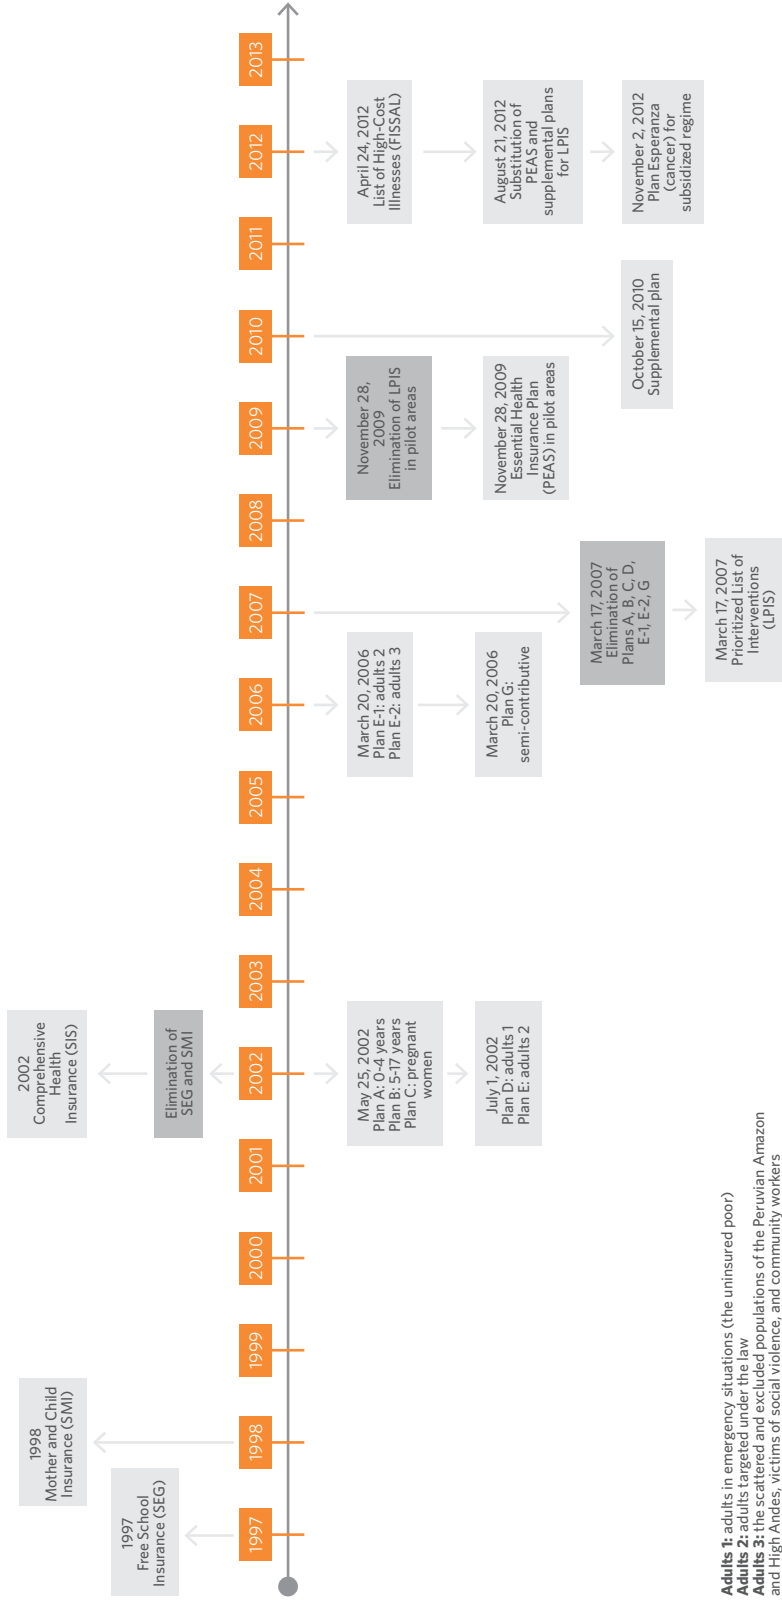 1997
Free School
Insurance (SEG)
1998
Mother and Child
Insurance (SMI)
Elimination of
SEG and SMI
2002
Comprehensive
Health
Insurance (SIS)
1997
1998
1999
2000
2001
2002
2003
2004
2005
2006
2007
2008
2009
2010
2011
2012
2013
May 25, 2002
Plan A: 0-4 years
Plan B: 5-17 years
Plan C: pregnant
women
July 1, 2002
Plan D: adults 1
Plan E: adults 2
March 20, 2006
Plan E-1: adults 2
Plan E-2: adults 3
March 20, 2006
Plan G:
semi-contributive
March 17, 2007
Elimination of
Plans A, B, C, D,
E-1, E-2, G
March 17, 2007
Prioritized List of
Interventions
(LPIS)
November 28,
2009
Elimination of LPIS
in pilot areas
November 28, 2009
Essential Health
Insurance Plan
(PEAS) in pilot areas
October 15, 2010
Supplemental plan
April 24, 2012
List of High-Cost
Illnesses (FISSAL)
August 21, 2012
Substitution of
PEAS and
supplemental plans
for LPIS
November 2, 2012
Plan Esperanza
(cancer) for
subsidized regime
Adults 1: adults in emergency situations (the uninsured poor)
Adults 2: adults targeted under the law
Adults 3: the scattered and excluded populations of the Peruvian Amazon
and High Andes, victims of social violence, and community workers